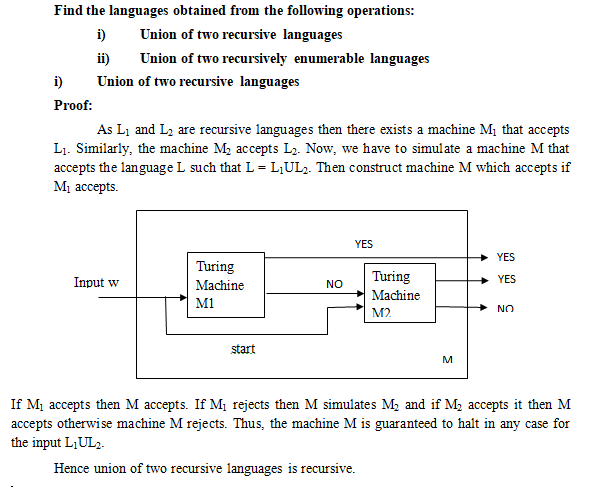 Find the languages obtained from the following operations:
i) Union of two recursive languages
ii) Union of two recursively enumerable languages
i) Union of two recursive languages
Proof:
As L₁ and L₂ are recursive languages then there exists a machine M₁ that accepts
L₁. Similarly, the machine M₂ accepts L₂. Now, we have to simulate a machine M that
accepts the language L such that L = L₁UL₂. Then construct machine M which accepts if
M₁ accepts.
YES
YES
Turing
Machine
M1
Input w
NO
Turing
Machine
M2
YES
NO
start
M
If M₁ accepts then M accepts. If M₁ rejects then M simulates M₂ and if M₂ accepts it then M
accepts otherwise machine M rejects. Thus, the machine M is guaranteed to halt in any case for
the input L₁UL₂.
Hence union of two recursive languages is recursive.